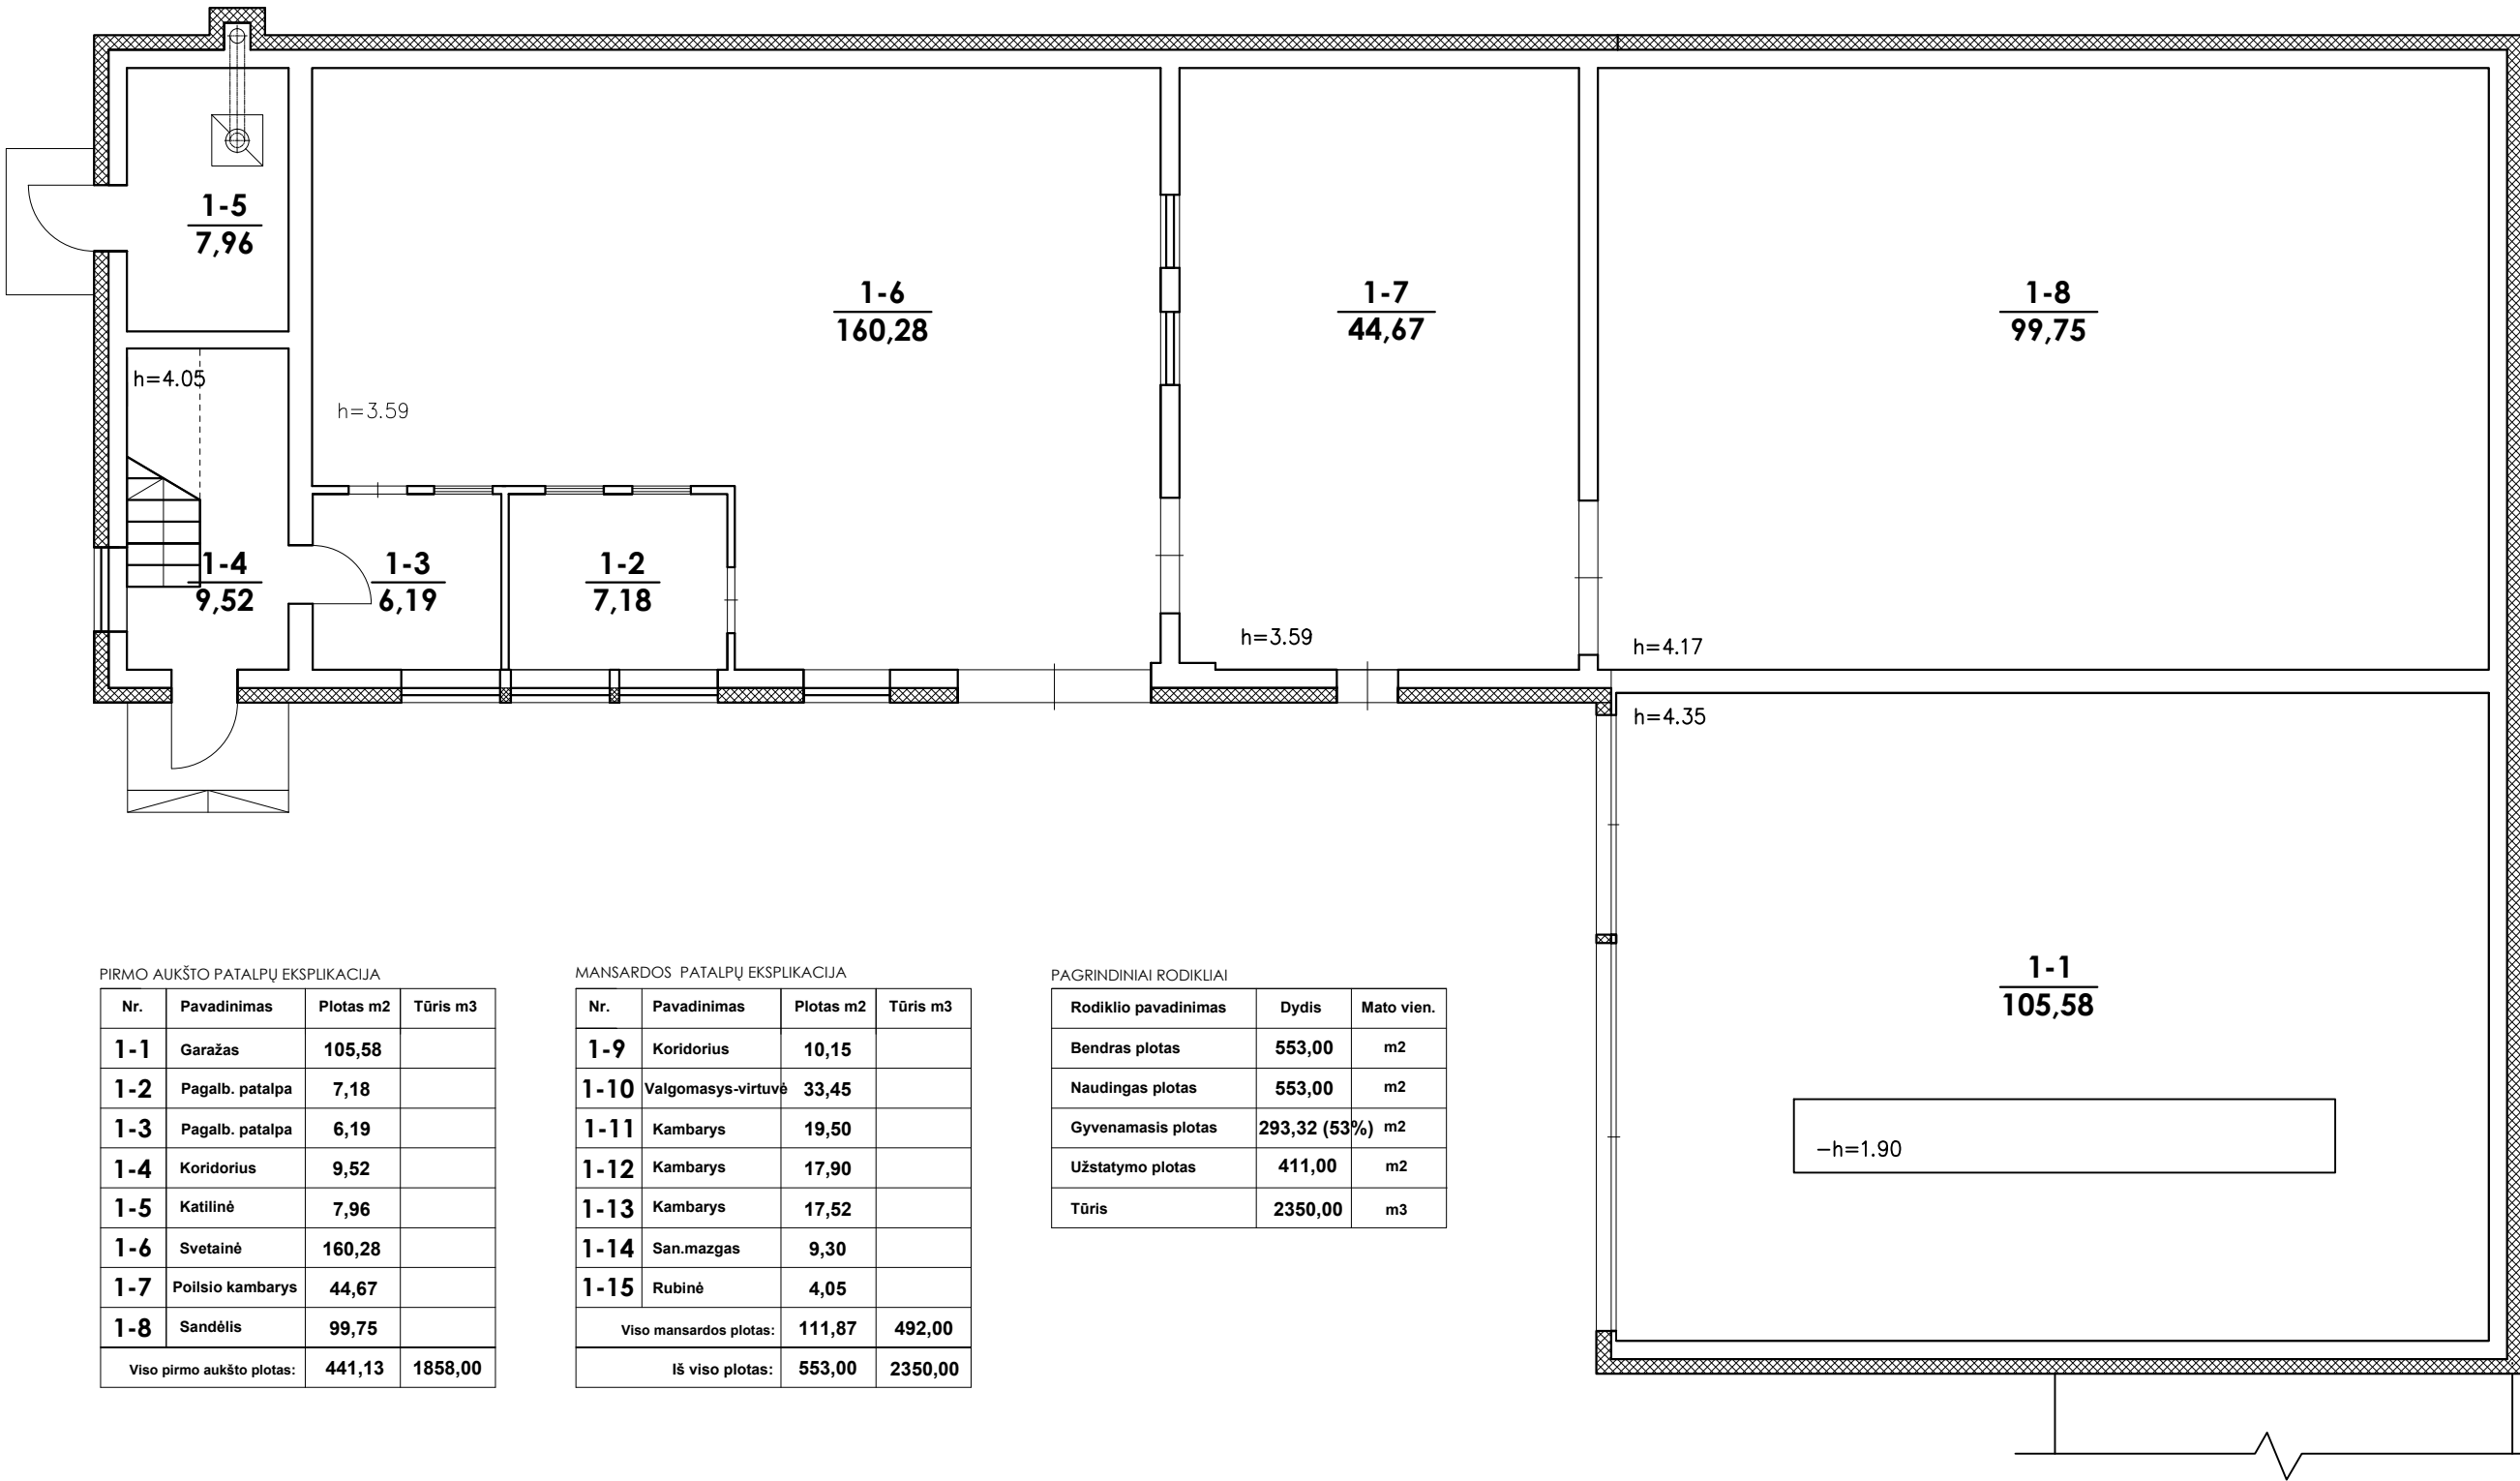 1-5
7,96
1-6
160,28
1-7
44,67
1-8
99,75
h=4.05
h=3.59
1-4
9,52
1-3
6,19
1-2
7,18
h=3.59
h=4.17
h=4.35
1-1
105,58
-h=1.90
PIRMO AUKŠTO PATALPŲ EKSPLIKACIJA
Nr. Pavadinimas Plotas m2 Tūris m3
1-1 Garažas 105,58
1-2 Pagalb. patalpa 7,18
1-3 Pagalb. patalpa 6,19
1-4 Koridorius 9,52
1-5 Katilinė 7,96
1-6 Svetainė 160,28
1-7 Poilsio kambarys 44,67
1-8 Sandėlis 99,75
Viso pirmo aukšto plotas: 441,13 1858,00
MANSARDOS PATALPŲ EKSPLIKACIJA
Nr. Pavadinimas Plotas m2 Tūris m3
1-9 Koridorius 10,15
1-10 Valgomasys-virtuvė 33,45
1-11 Kambarys 19,50
1-12 Kambarys 17,90
1-13 Kambarys 17,52
1-14 San.mazgas 9,30
1-15 Rubinė 4,05
Viso mansardos plotas: 111,87 492,00
Iš viso plotas: 553,00 2350,00
PAGRINDINIAI RODIKLIAI
Rodiklio pavadinimas Dydis Mato vien.
Bendras plotas 553,00 m2
Naudingas plotas 553,00 m2
Gyvenamasis plotas 293,32 (53%) m2
Užstatymo plotas 411,00 m2
Tūris 2350,00 m3